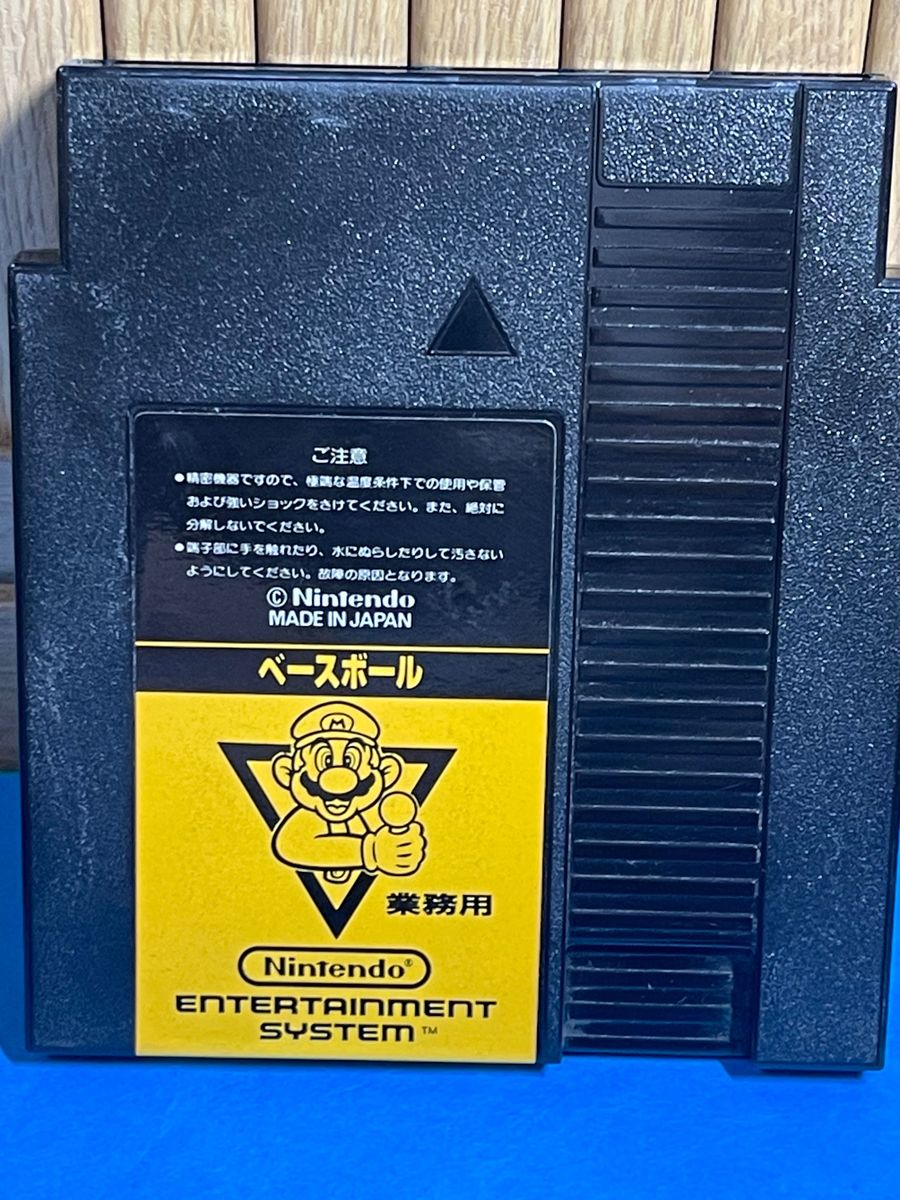 ご注意
●精密機器ですので、極端な温度条件下での使用や保管
および強いショックをさけてください。また、絶対に
分解しないでください。
●端子部に手を触れたり、水にぬらしたりして汚さない
ようにしてください。故障の原因となります。
©Nintendo
MADE IN JAPAN
ベースボール
M
業務用
Nintendo®
ENTERTAINMENT
SYSTEM™